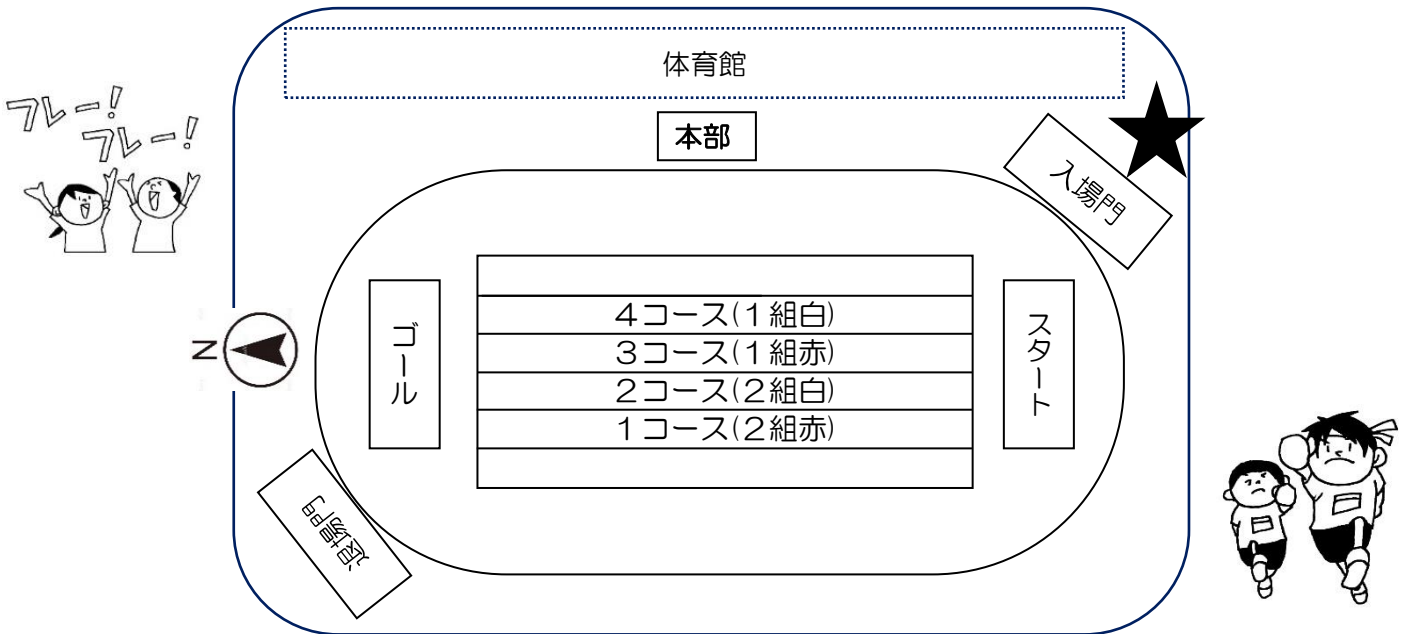 体育館
フレー!
フレー!
本部
入場門
N
ゴール
4コース(1組白)
3コース(1組赤)
2コース(2組白)
1コース(2組赤)
スタート
退場門